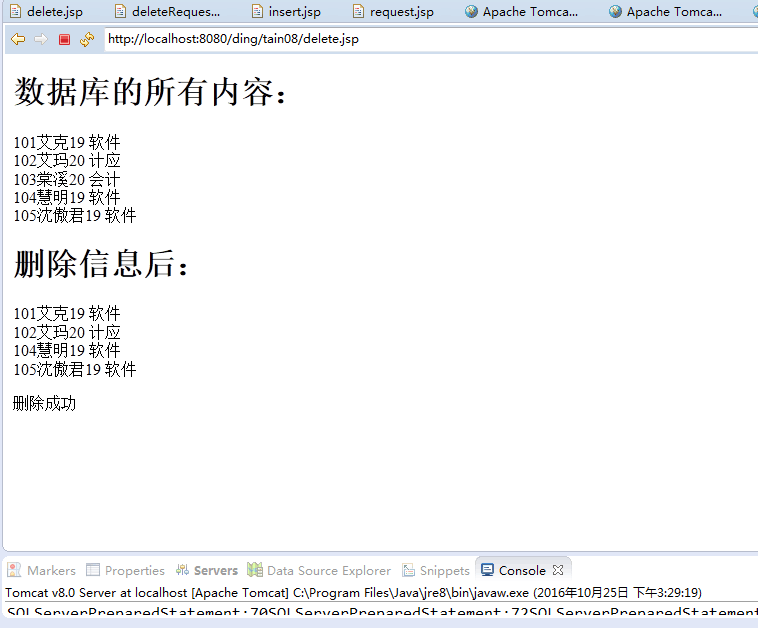 delete.jsp deleteReques... insert.jsp request.jsp Apache Tomca... Apache Tomca...
http://localhost:8080/ding/tain08/delete.jsp
数据库的所有内容：
101艾克19 软件
102艾玛20 计应
103棠溪20 会计
104慧明19 软件
105沈傲君19 软件
删除信息后：
101艾克19 软件
102艾玛20 计应
104慧明19 软件
105沈傲君19 软件
删除成功
Markers Properties Servers Data Source Explorer Snippets Console
Tomcat v8.0 Server at localhost [Apache Tomcat] C:\Program Files\Java\jre8\bin\javaw.exe (2016年10月25日 下午3:29:19)
SQLServerPreparedStatement:70SQLServerPreparedStatement:72SQLServerPreparedStatement